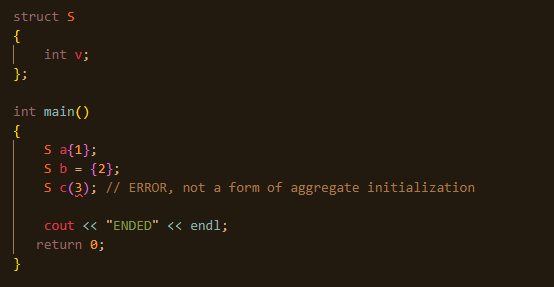 struct S
{
    int v;
};

int main()
{
    S a{1};
    S b = {2};
    S c(3); // ERROR, not a form of aggregate initialization

    cout << "ENDED" << endl;
   return 0;
}